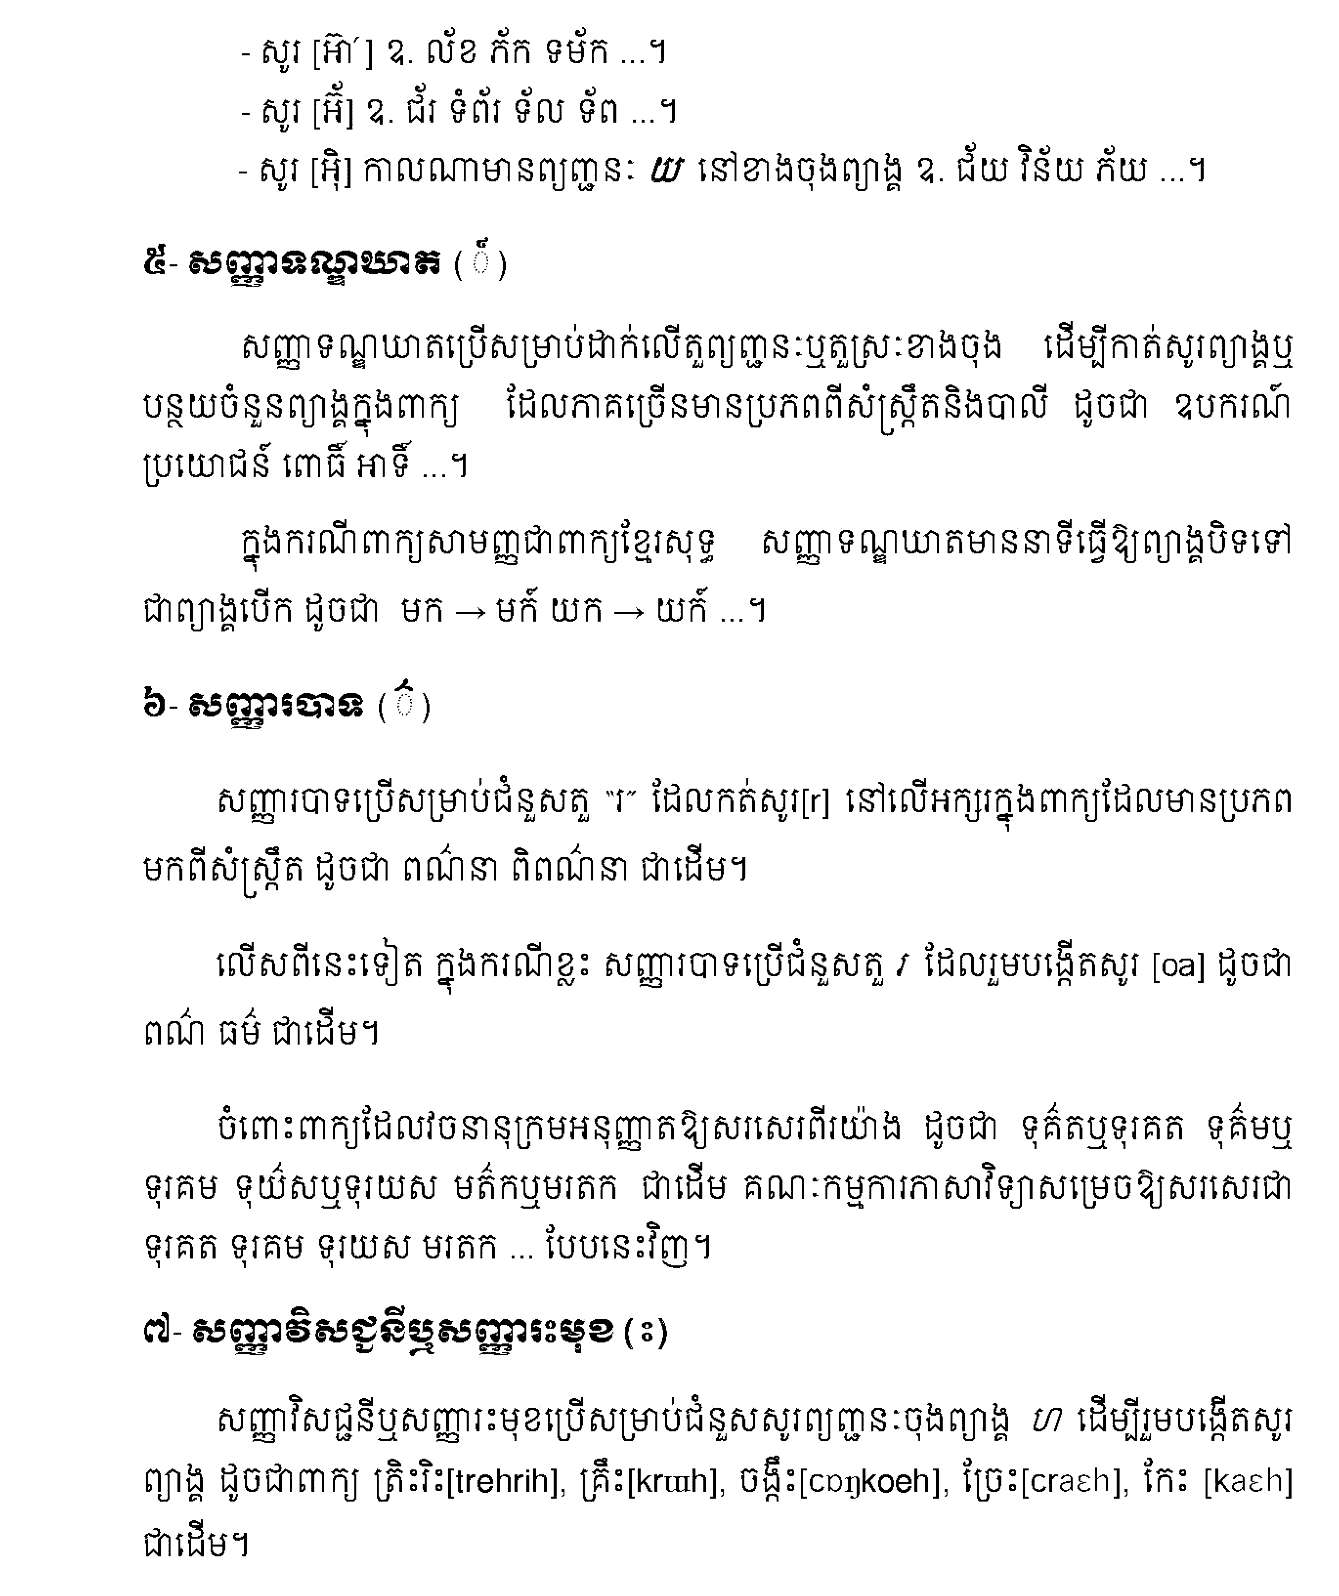 - សូរ [អ៊ា ́ ] ឧ. ល័ខ ភ័ក ទម័ក ...។
- សូរ [អ៊័] ឧ. ជ័រ ទំព័រ ទ័ល ទ័ព ...។
- សូរ [អ៊ិ] កាលណាមានព្យញ្ជនៈ យ នៅខាងចុងព្យាង្គ ឧ. ជ័យ វិន័យ ភ័យ ...។
៥- សញ្ញាទណ្ឌឃាត ( ៍ )
សញ្ញាទណ្ឌឃាតប្រើសម្រាប់ដាក់លើតួព្យញ្ជនៈឬតួស្រៈខាងចុង ដើម្បីកាត់សូរព្យាង្គឬ
បន្ថយចំនួនព្យាង្គក្នុងពាក្យ ដែលភាគច្រើនមានប្រភពពីសំស្ក្រឹតនិងបាលី ដូចជា ឧបករណ៍
ប្រយោជន៍ ពោធិ៍ អាទិ៍ ...។
ក្នុងករណីពាក្យសាមញ្ញជាពាក្យខ្មែរសុទ្ធ សញ្ញាទណ្ឌឃាតមាននាទីធ្វើឱ្យព្យាង្គបិទទៅ
ជាព្យាង្គបើក ដូចជា មក → មក៍ យក → យក៍ ...។
៦- សញ្ញារបាទ ( ៌ )
សញ្ញារបាទប្រើសម្រាប់ជំនួសតួ “រ” ដែលកត់សូរ[r] នៅលើអក្សរក្នុងពាក្យដែលមានប្រភព
មកពីសំស្ក្រឹត ដូចជា ពណ៌នា ពិពណ៌នា ជាដើម។
លើសពីនេះទៀត ក្នុងករណីខ្លះ សញ្ញារបាទប្រើជំនួសតួ រ ដែលរួមបង្កើតសូរ [oa] ដូចជា
ពណ៌ ធម៌ ជាដើម។
ចំពោះពាក្យដែលវចនានុក្រមអនុញ្ញាតឱ្យសរសេរពីរយ៉ាង ដូចជា ទុគ៌តឬទុរគត ទុគ៌មឬ
ទុរគម ទុយ៌សឬទុរយស មត៌កឬមរតក ជាដើម គណៈកម្មការភាសាវិទ្យាសម្រេចឱ្យសរសេរជា
ទុរគត ទុរគម ទុរយស មរតក ... បែបនេះវិញ។
៧- សញ្ញាវិសជ្ជនីឬសញ្ញារះមុខ (ះ)
សញ្ញាវិសជ្ជនីឬសញ្ញារះមុខប្រើសម្រាប់ជំនួសសូរព្យញ្ជនៈចុងព្យាង្គ ហ ដើម្បីរួមបង្កើតសូរ
ព្យាង្គ ដូចជាពាក្យ ត្រិះរិះ[trehrih], គ្រឹះ[krɯh], ចង្កឹះ[cɒŋkoeh], ច្រែះ[craɛh], កែះ [kaɛh]
ជាដើម។